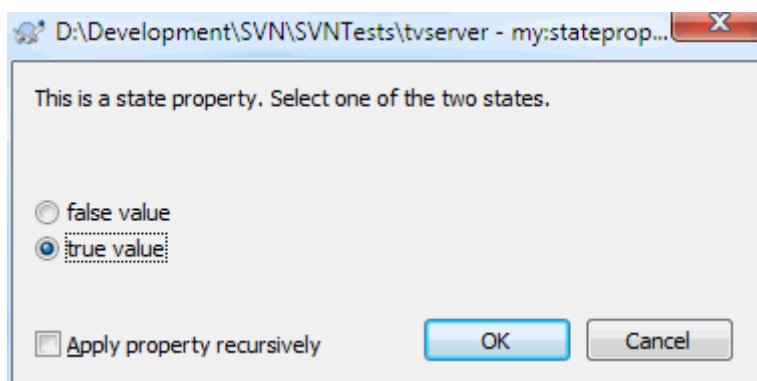 D:\Development\SVN\SVNTests\tvserver - my:stateprop...
This is a state property. Select one of the two states.
false value
true value
Apply property recursively
OK
Cancel